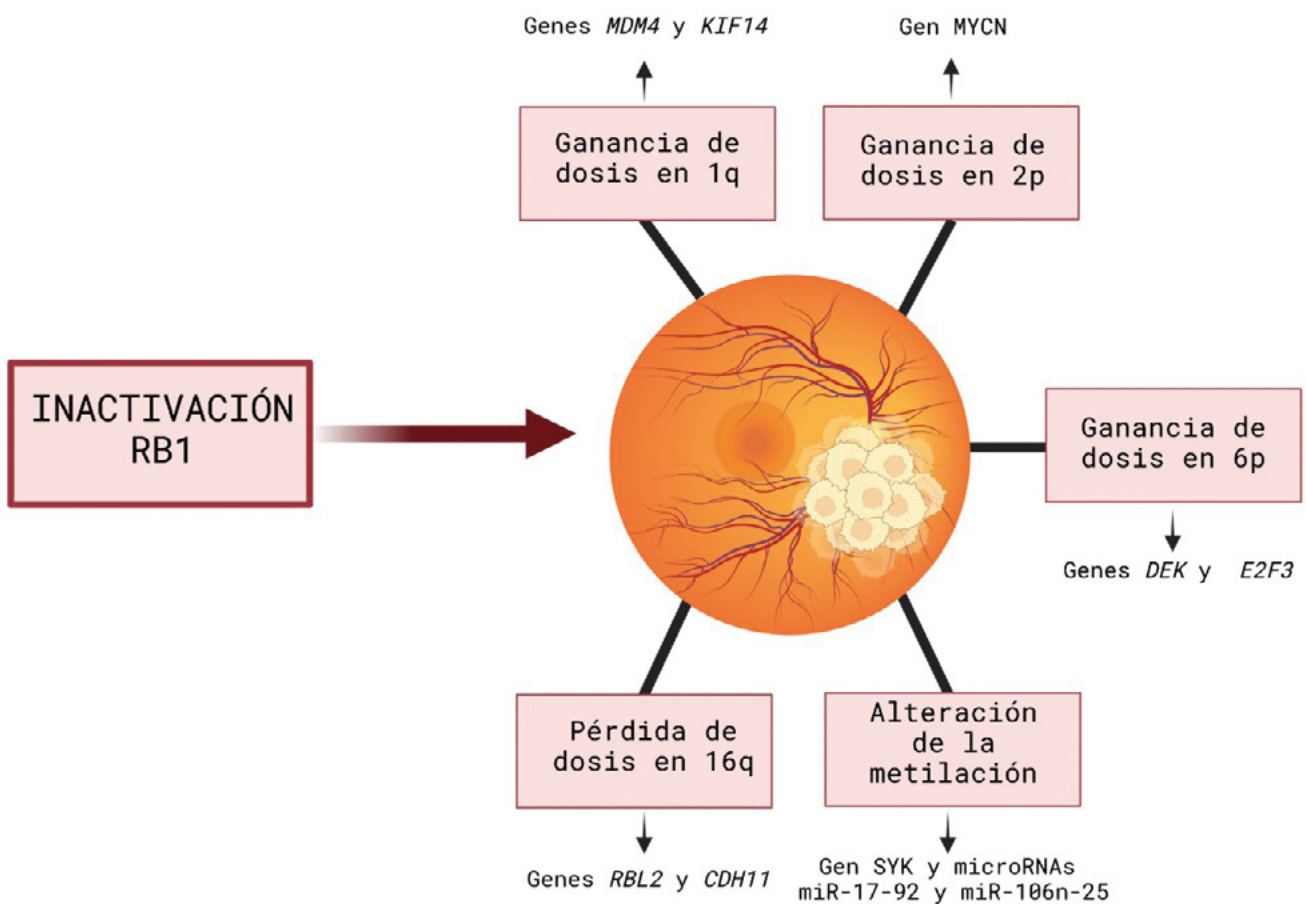 Genes MDM4 y KIF14
Gen MYCN
Ganancia de
dosis en 1q
Ganancia de
dosis en 2p
INACTIVACIÓN
RB1
Ganancia de
dosis en 6p
Genes DEK y E2F3
Pérdida de
dosis en 16q
Alteración
de la
metilación
Genes RBL2 y CDH11
Gen SYK y microRNAs
miR-17-92 y miR-106n-25